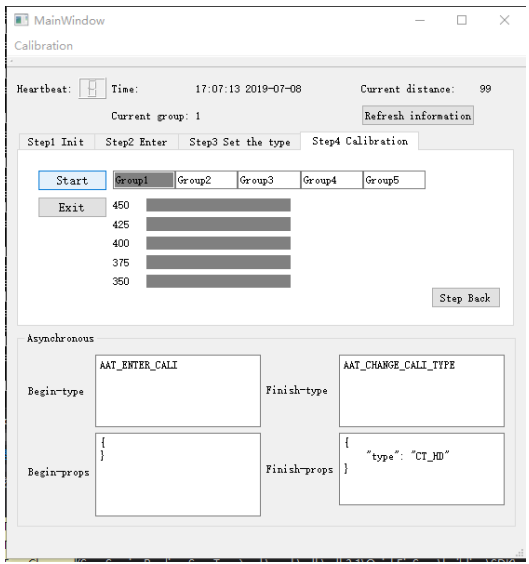 MainWindow
Calibration
Heartbeat: Time: 17:07:13 2019-07-08 Current distance: 99
Current group: 1 Refresh information
Step1 Init Step2 Enter Step3 Set the type Step4 Calibration
Start Group1 Group2 Group3 Group4 Group5
Exit 450
425
400
375
350
Step Back
Asynchronous
Begin-type AAT_ENTER_CALI Finish-type AAT_CHANGE_CALI_TYPE
Begin-props {
}
Finish-props {
"type": "CT_HD"
}